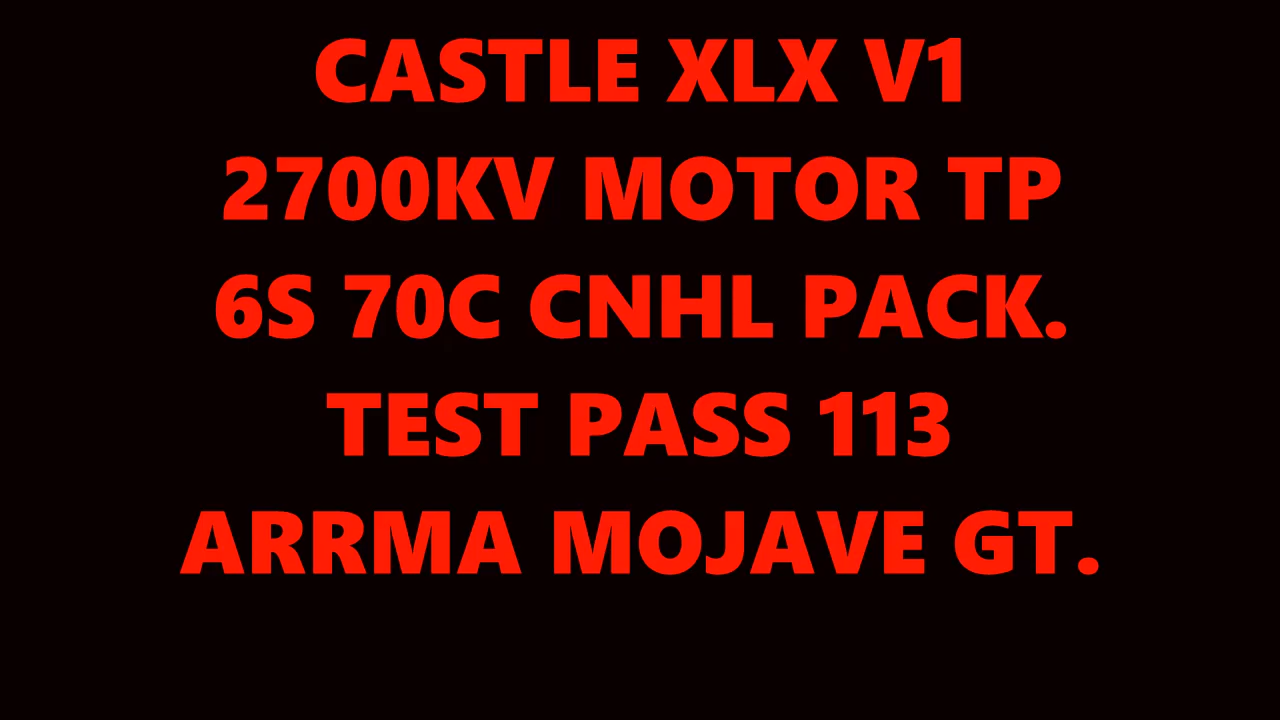 CASTLE XLX V1
2700KV MOTOR TP
6S 70C CNHL PACK.
TEST PASS 113
ARRMA MOJAVE GT.